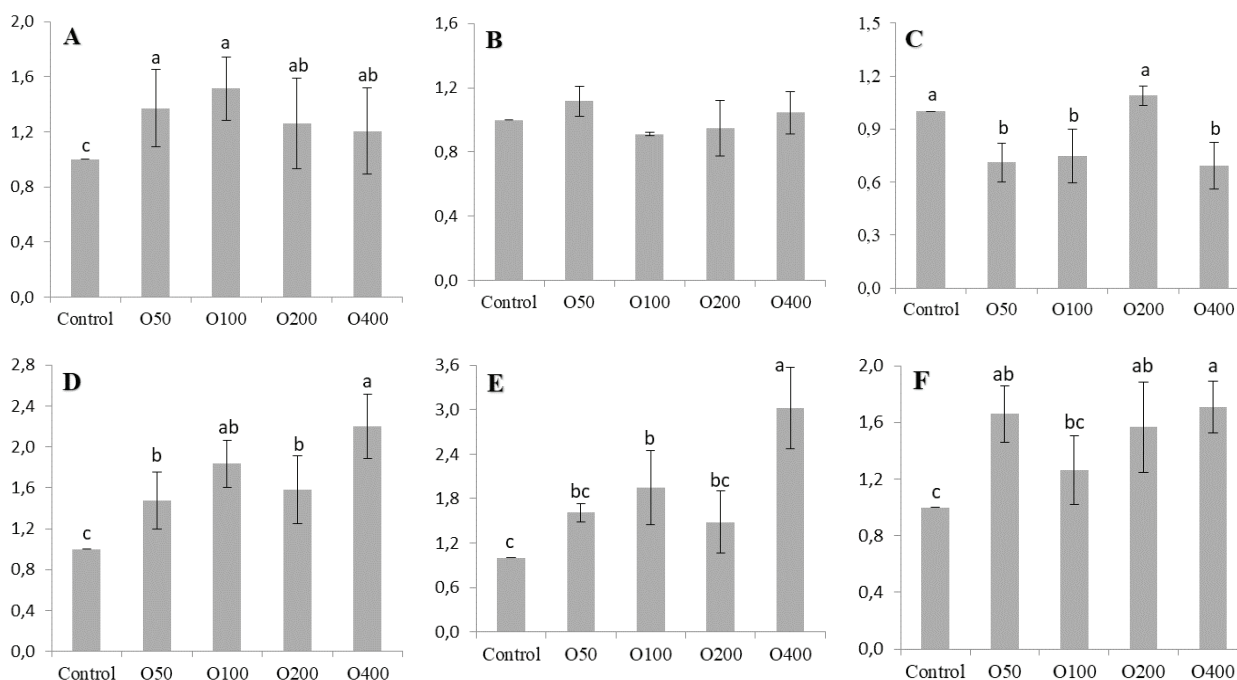 A
2,0
1,6
1,2
0,8
0,4
0,0
c a a ab ab
Control O50 O100 O200 O400
B
1,6
1,2
0,8
0,4
0,0
Control O50 O100 O200 O400
C
1,5
1,2
0,9
0,6
0,3
0,0
a b b a b
Control O50 O100 O200 O400
D
2,8
2,4
2,0
1,6
1,2
0,8
0,4
0,0
c b ab b a
Control O50 O100 O200 O400
E
3,6
3,0
2,4
1,8
1,2
0,6
0,0
c bc b bc a
Control O50 O100 O200 O400
F
2,0
1,6
1,2
0,8
0,4
0,0
c ab bc ab a
Control O50 O100 O200 O400